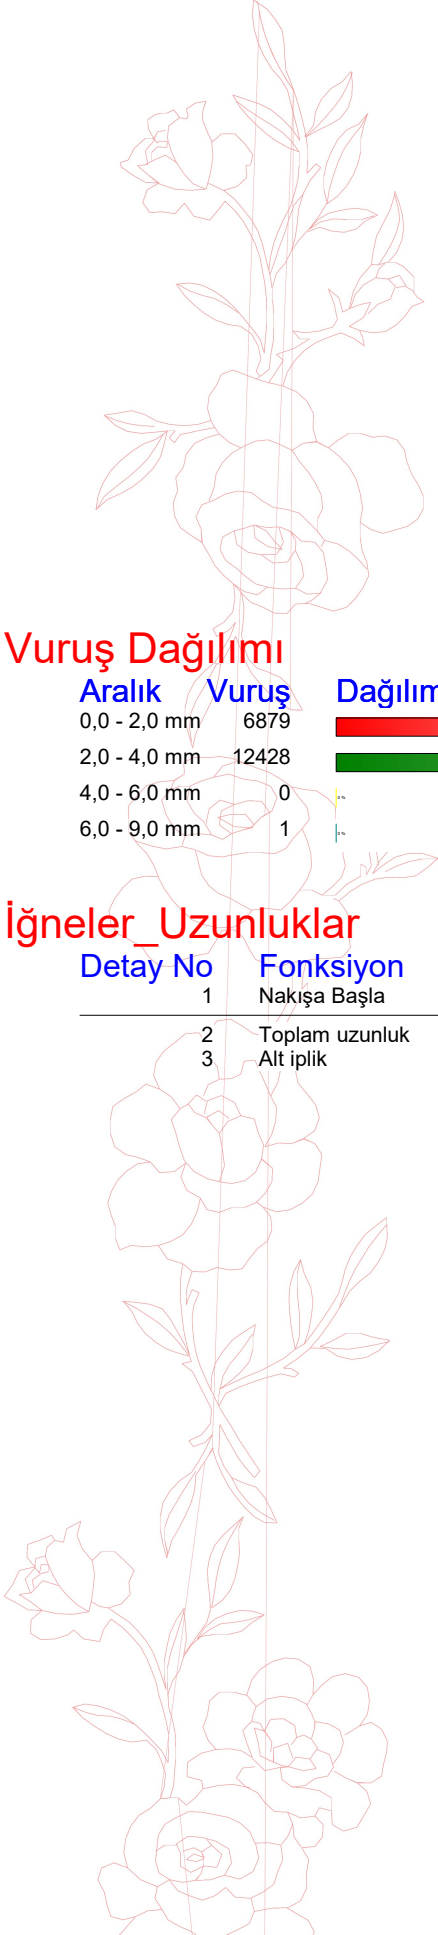 Vuruş Dağılımı
Aralık Vuruş Dağılım
0,0 - 2,0 mm 6879
2,0 - 4,0 mm 12428
4,0 - 6,0 mm 0
6,0 - 9,0 mm 1
İğneler_Uzunluklar
Detay No Fonksiyon
1 Nakışa Başla
2 Toplam uzunluk
3 Alt iplik